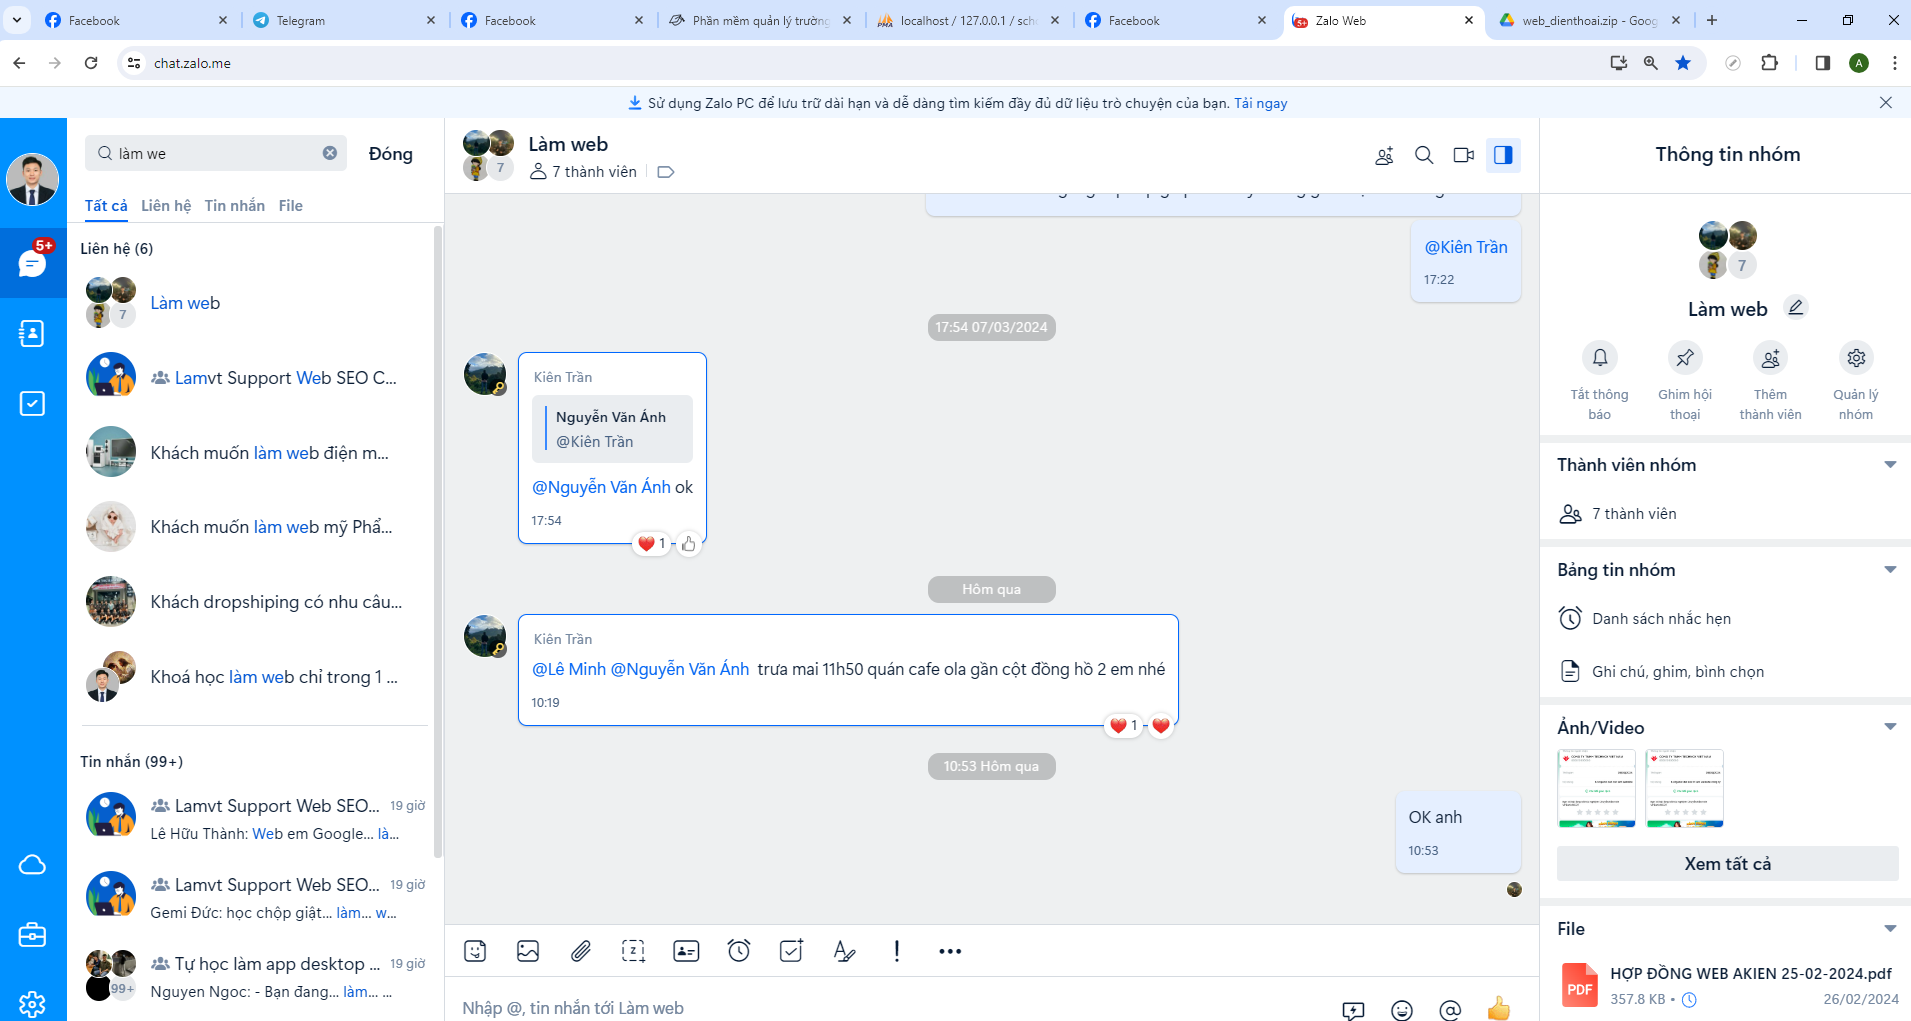 Facebook
Telegram
Facebook
Phần mềm quản lý trường
localhost / 127.0.0.1 / scho
Facebook
5+
Zalo Web
web_dienthoai.zip - Goog
chat.zalo.me
A
Sử dụng Zalo PC để lưu trữ dài hạn và dễ dàng tìm kiếm đầy đủ dữ liệu trò chuyện của bạn. Tải ngay
5+
làm we
Đóng
Tất cả Liên hệ Tin nhắn File
Liên hệ (6)
7
Làm web
Lamvt Support Web SEO C...
Khách muốn làm web điện m...
Khách muốn làm web mỹ Phẩ...
Khách dropshiping có nhu câu...
Khoá học làm web chỉ trong 1 ...
Tin nhắn (99+)
Lamvt Support Web SEO... 19 giờ
Lê Hữu Thành: Web em Google... là...
Lamvt Support Web SEO... 19 giờ
Gemi Đức: học chộp giật... làm... w...
Tự học làm app desktop ... 19 giờ
99+
Nguyen Ngoc: - Bạn đang... làm... ...
7
Làm web
7 thành viên
@Kiên Trần
17:22
17:54 07/03/2024
Kiên Trần
Nguyễn Văn Ánh
@Kiên Trần
@Nguyễn Văn Ánh ok
17:54
1
Hôm qua
Kiên Trần
@Lê Minh @Nguyễn Văn Ánh trưa mai 11h50 quán cafe ola gần cột đồng hồ 2 em nhé
10:19
1
10:53 Hôm qua
OK anh
10:53
Nhập @, tin nhắn tới Làm web
Thông tin nhóm
7
Làm web
Tắt thông báo
Ghim hội thoại
Thêm thành viên
Quản lý nhóm
Thành viên nhóm
7 thành viên
Bảng tin nhóm
Danh sách nhắc hẹn
Ghi chú, ghim, bình chọn
Ảnh/Video
Xem tất cả
File
PDF
HỢP ĐỒNG WEB AKIEN 25-02-2024.pdf
357.8 KB •
26/02/2024